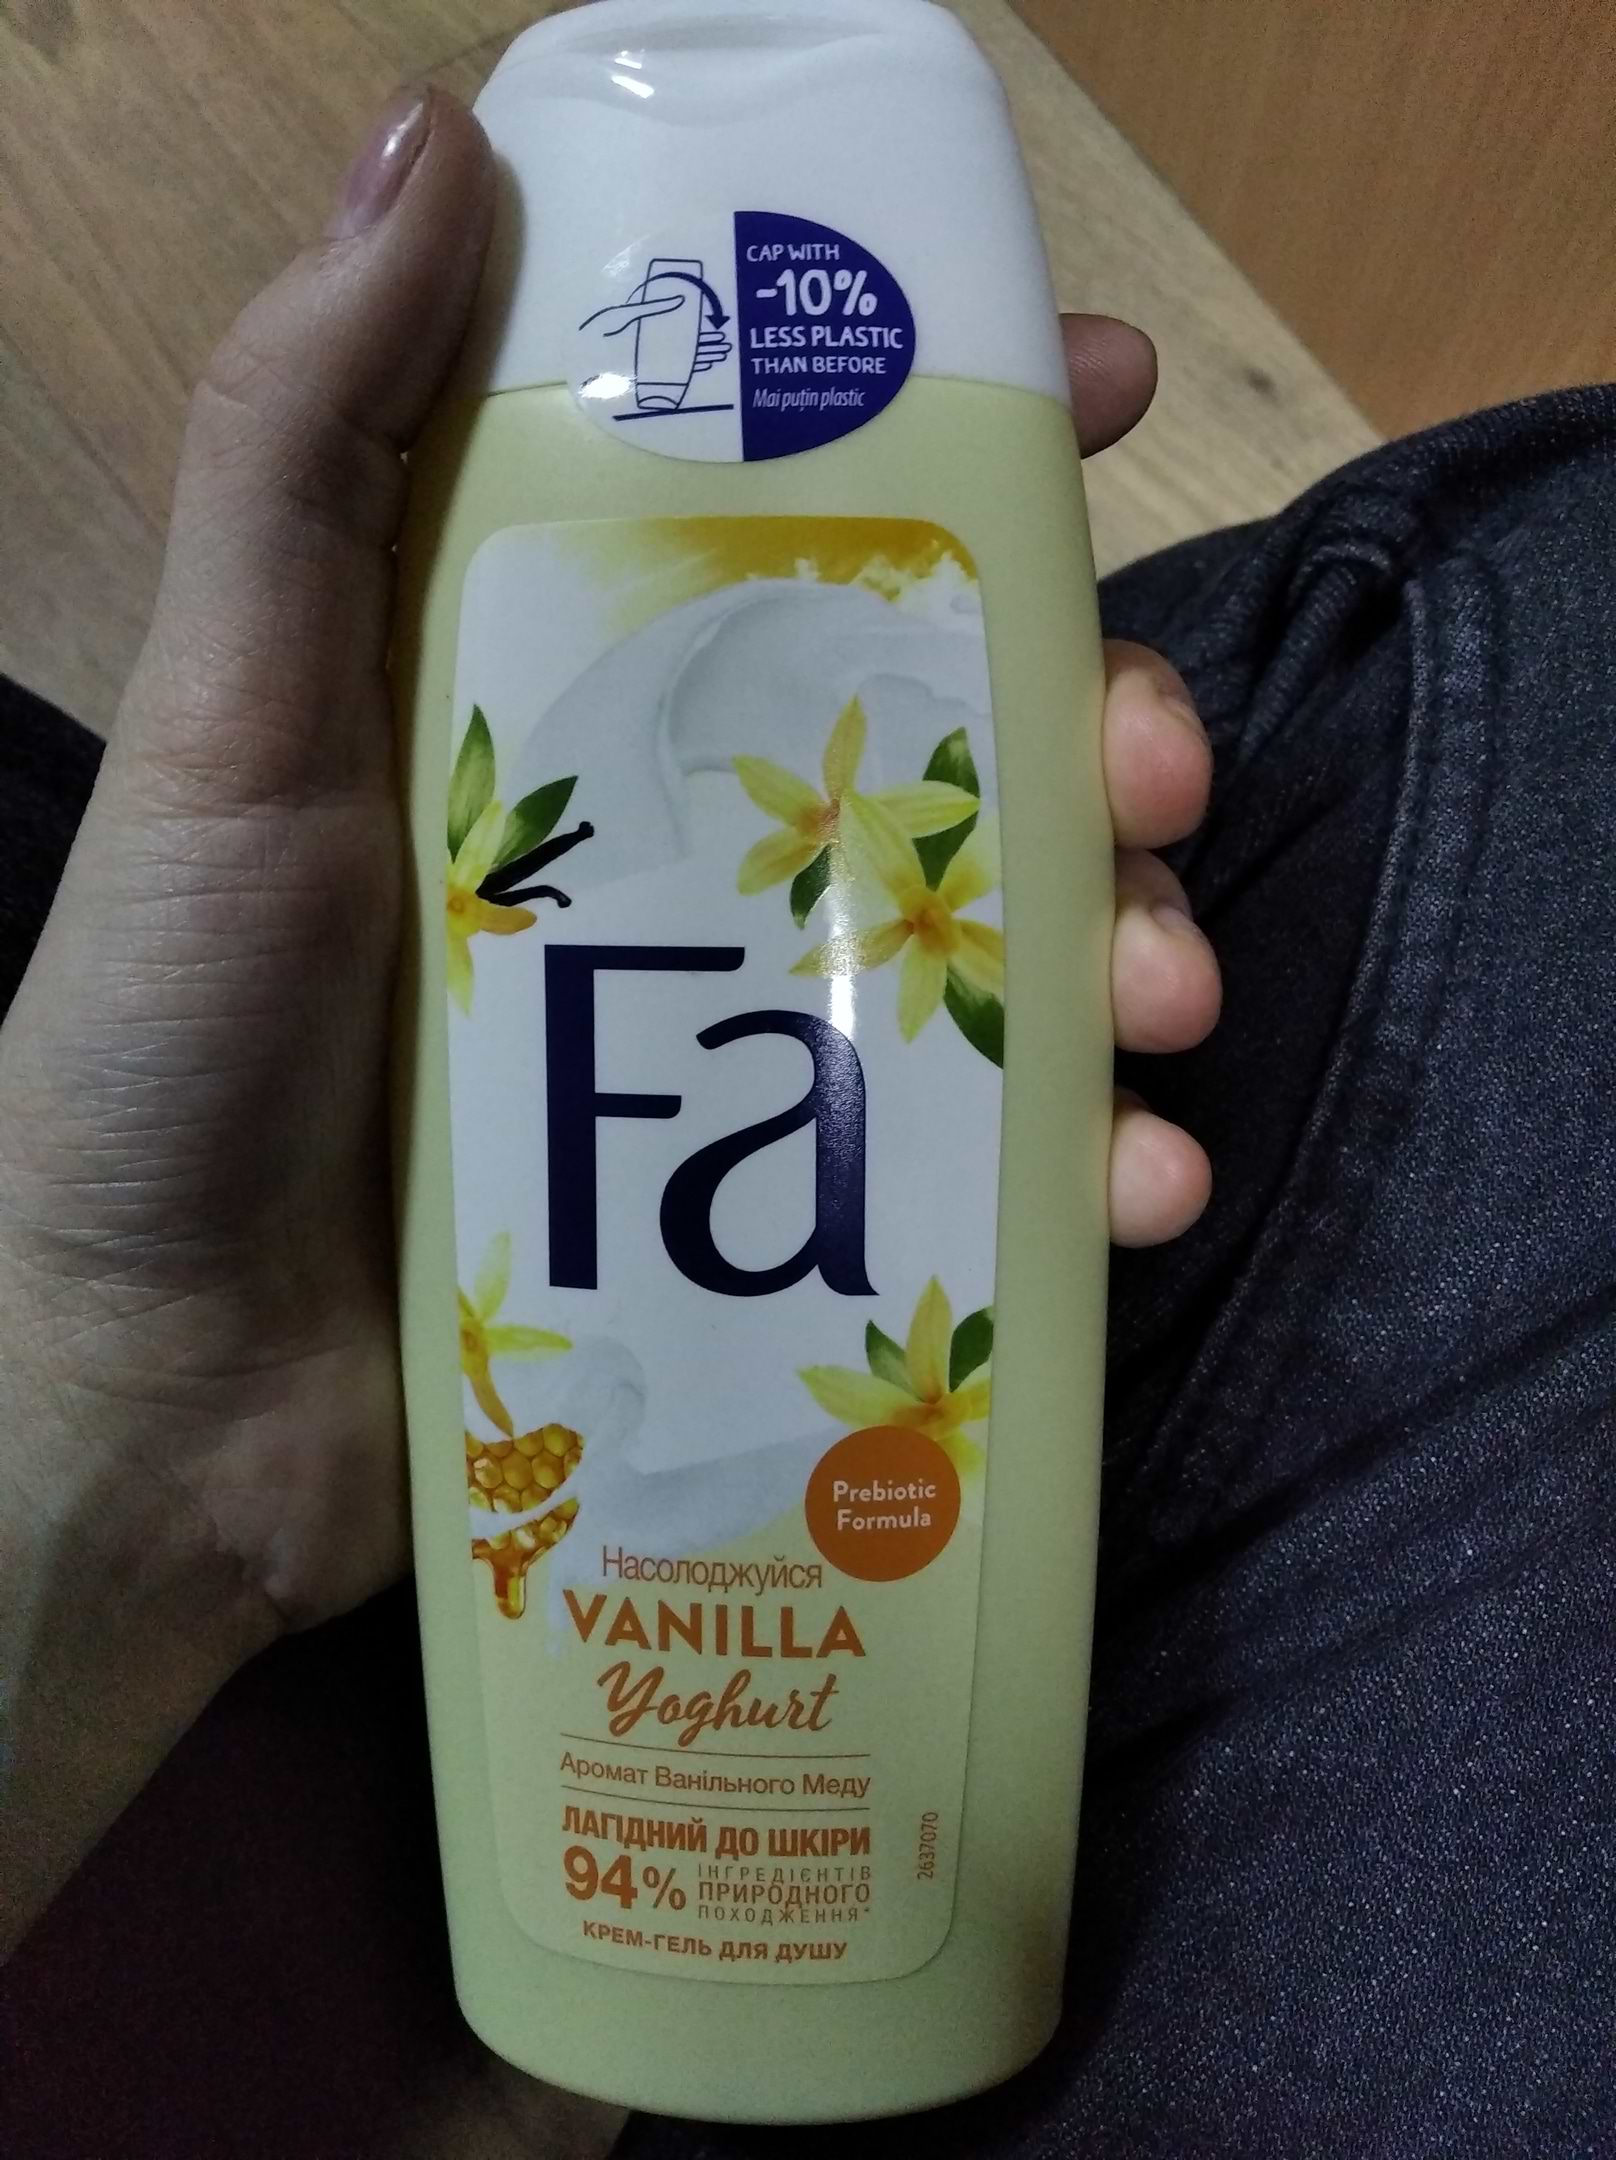 CAP WITH
-10%
LESS PLASTIC
THAN BEFORE
Mai puțin plastic
Fa
Prebiotic
Formula
Насолоджуйся
VANILLA
Yoghurt
Аромат Ванільного Меду
ЛАГІДНИЙ ДО ШКІРИ
94% ІНГРЕДІЄНТІВ
ПРИРОДНОГО
ПОХОДЖЕННЯ*
КРЕМ-ГЕЛЬ ДЛЯ ДУШУ
2637070